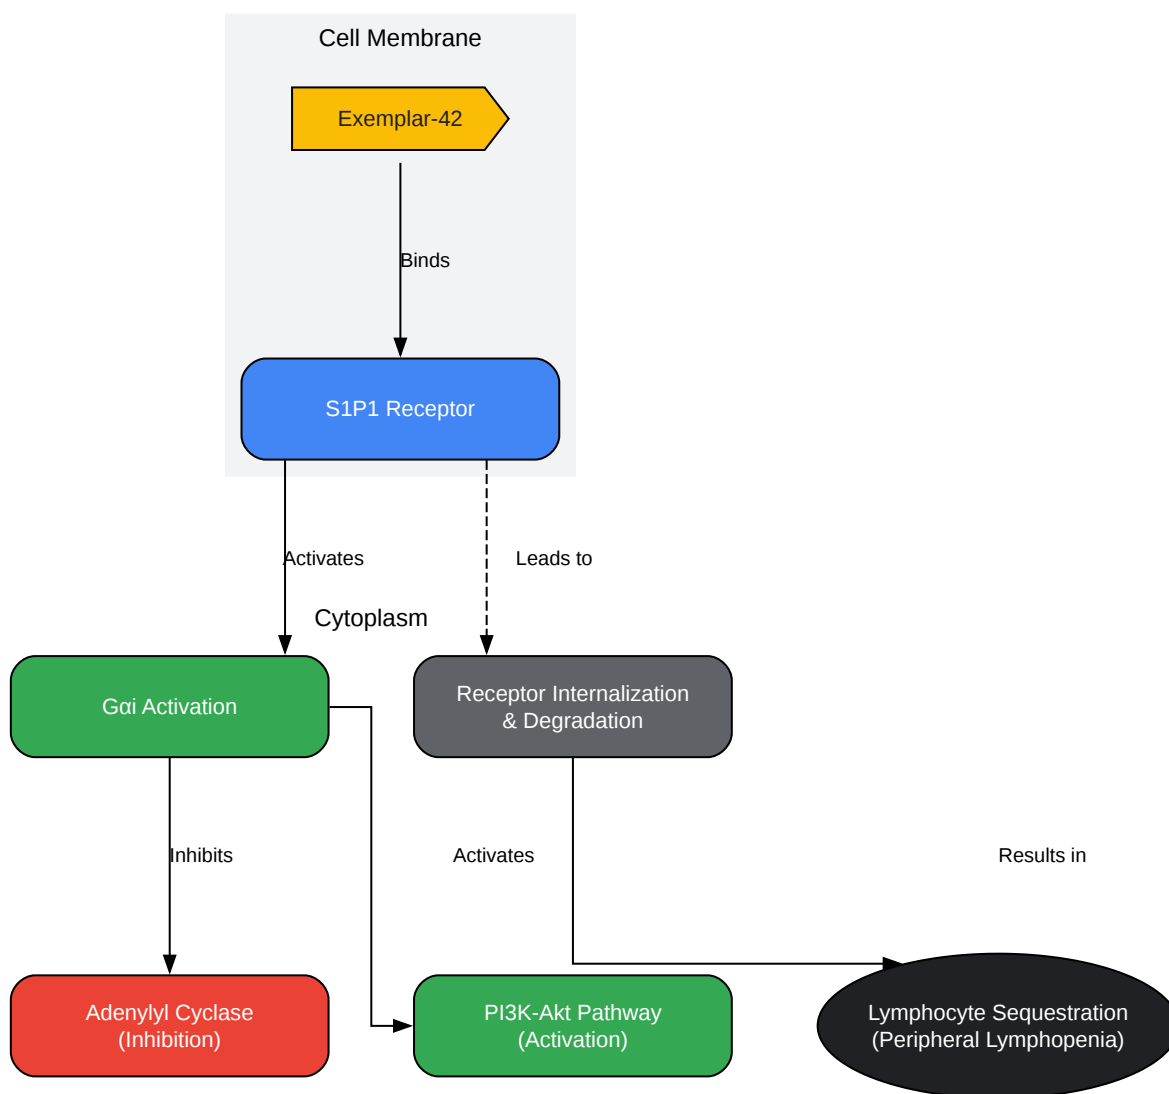 Cell Membrane
Exemplar-42
Binds
S1P1 Receptor
Activates
Leads to
Cytoplasm
Gαi Activation
Receptor Internalization
& Degradation
Inhibits
Activates
Results in
Adenylyl Cyclase
(Inhibition)
PI3K-Akt Pathway
(Activation)
Lymphocyte Sequestration
(Peripheral Lymphopenia)